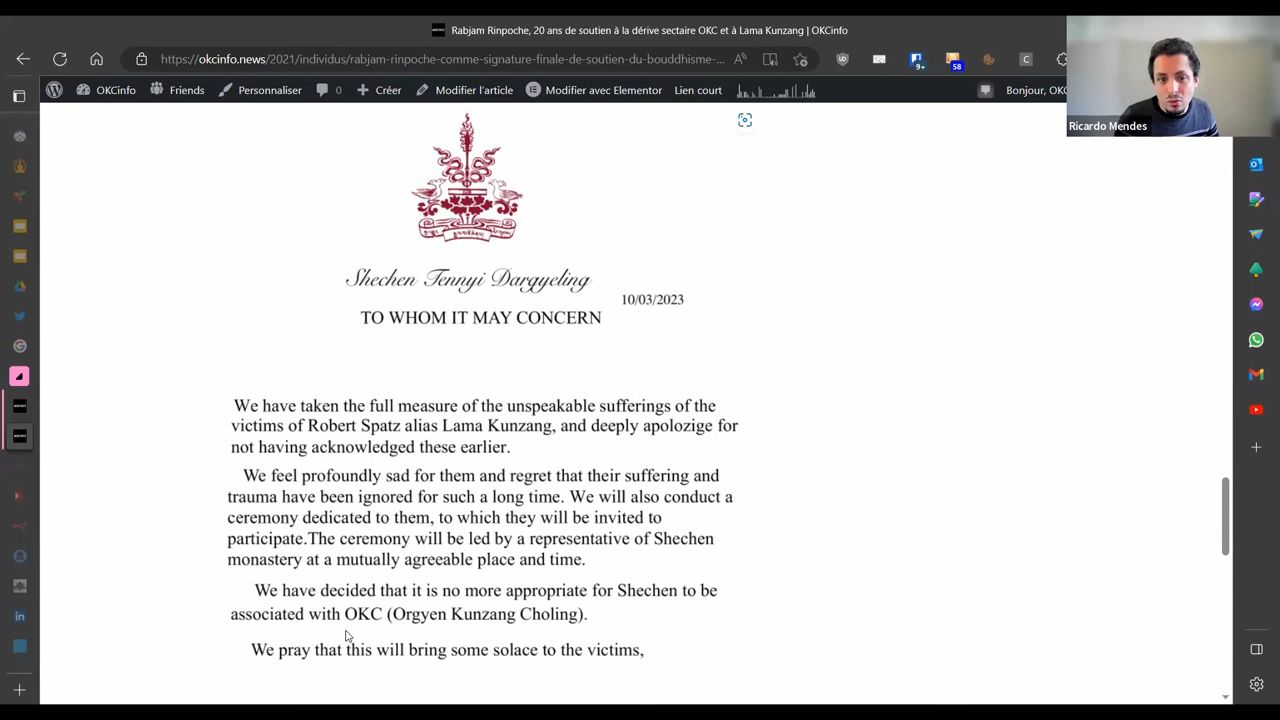 Rabjam Rinpoche, 20 ans de soutien à la dérive sectaire OKC et à Lama Kunzang | OKCinfo
https://okcinfo.news/2021/individus/rabjam-rinpoche-comme-signature-finale-de-soutien-du-bouddhisme-...
9+
58
OKCinfo
Friends
Personnaliser
0
Créer
Modifier l'article
Modifier avec Elementor
Lien court
Bonjour, OK
Ricardo Mendes
Shechen Tennyi Dargyeling
10/03/2023
TO WHOM IT MAY CONCERN
We have taken the full measure of the unspeakable sufferings of the
victims of Robert Spatz alias Lama Kunzang, and deeply apolozige for
not having acknowledged these earlier.
We feel profoundly sad for them and regret that their suffering and
trauma have been ignored for such a long time. We will also conduct a
ceremony dedicated to them, to which they will be invited to
participate.The ceremony will be led by a representative of Shechen
monastery at a mutually agreeable place and time.
We have decided that it is no more appropriate for Shechen to be
associated with OKC (Orgyen Kunzang Choling).
We pray that this will bring some solace to the victims,